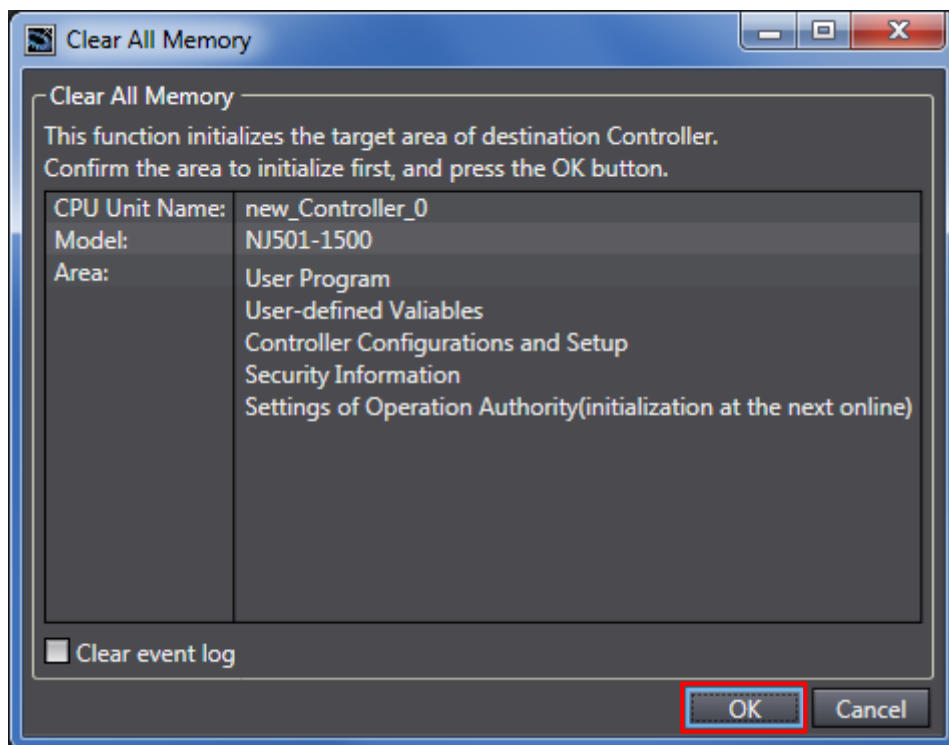 Clear All Memory
Clear All Memory
This function initializes the target area of destination Controller.
Confirm the area to initialize first, and press the OK button.
CPU Unit Name: new_Controller_0
Model: NJ501-1500
Area: User Program
User-defined Valiables
Controller Configurations and Setup
Security Information
Settings of Operation Authority(initialization at the next online)
Clear event log
OK Cancel